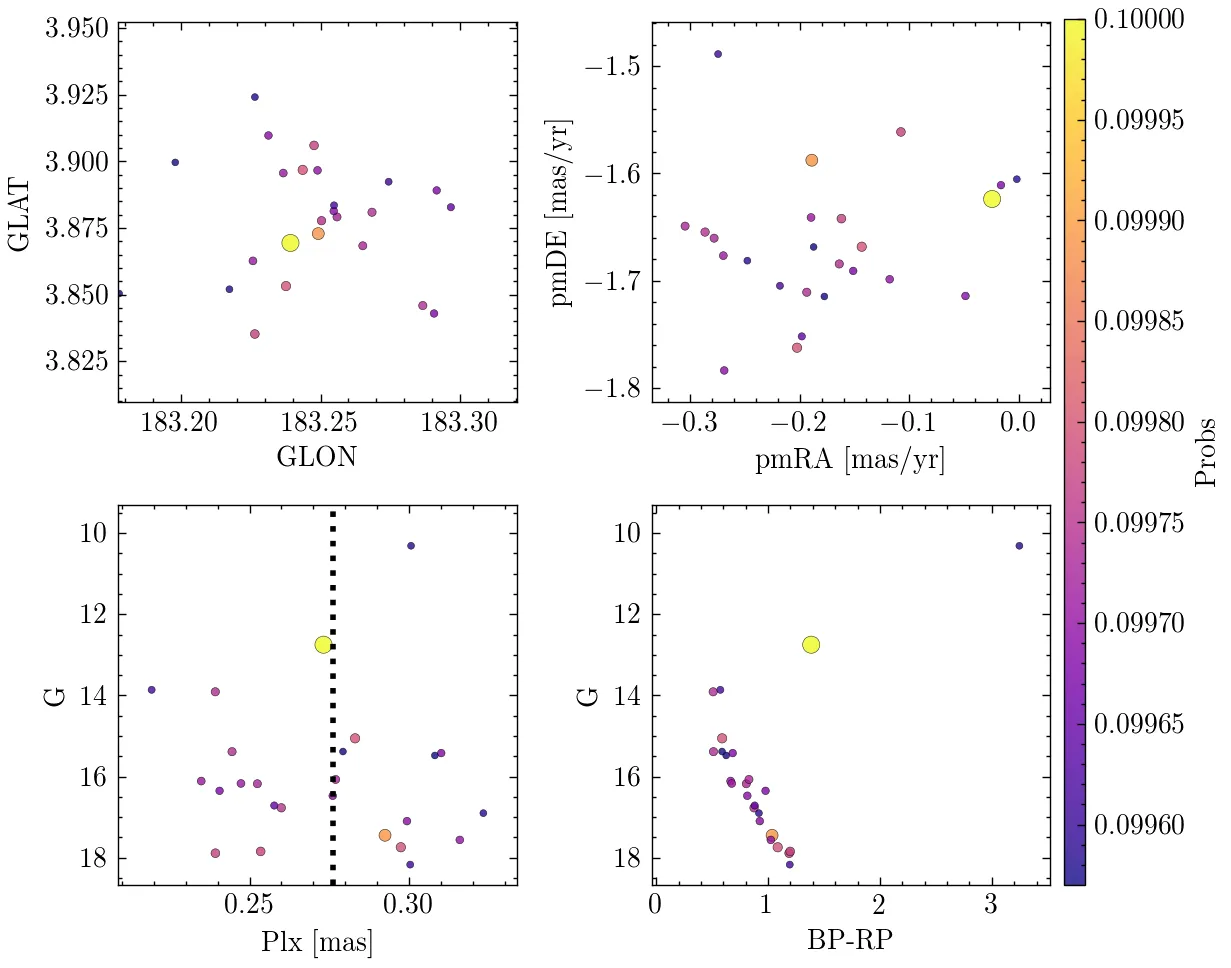 3.950
3.925
3.900
3.875
3.850
3.825
GLAT
183.20 183.25 183.30
GLON
−1.5
−1.6
−1.7
−1.8
pmDE [mas/yr]
−0.3 −0.2 −0.1 0.0
pmRA [mas/yr]
10
12
14
16
18
G
0.25 0.30
Plx [mas]
10
12
14
16
18
G
0 1 2 3
BP-RP
0.10000
0.09995
0.09990
0.09985
0.09980
0.09975
0.09970
0.09965
0.09960
Probs